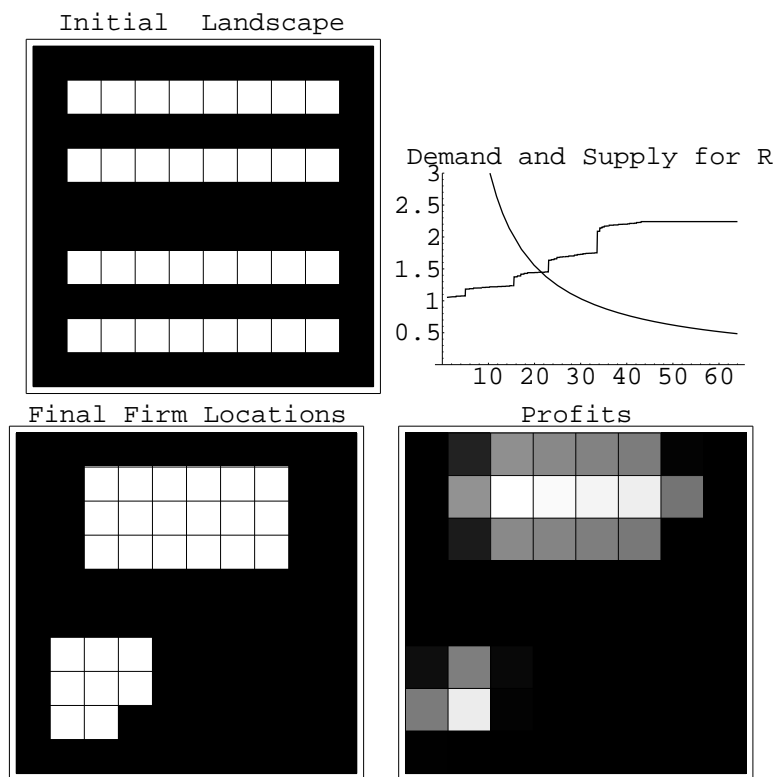 Initial Landscape
Demand and Supply for R
3
2.5
2
1.5
1
0.5
10 20 30 40 50 60
Final Firm Locations
Profits